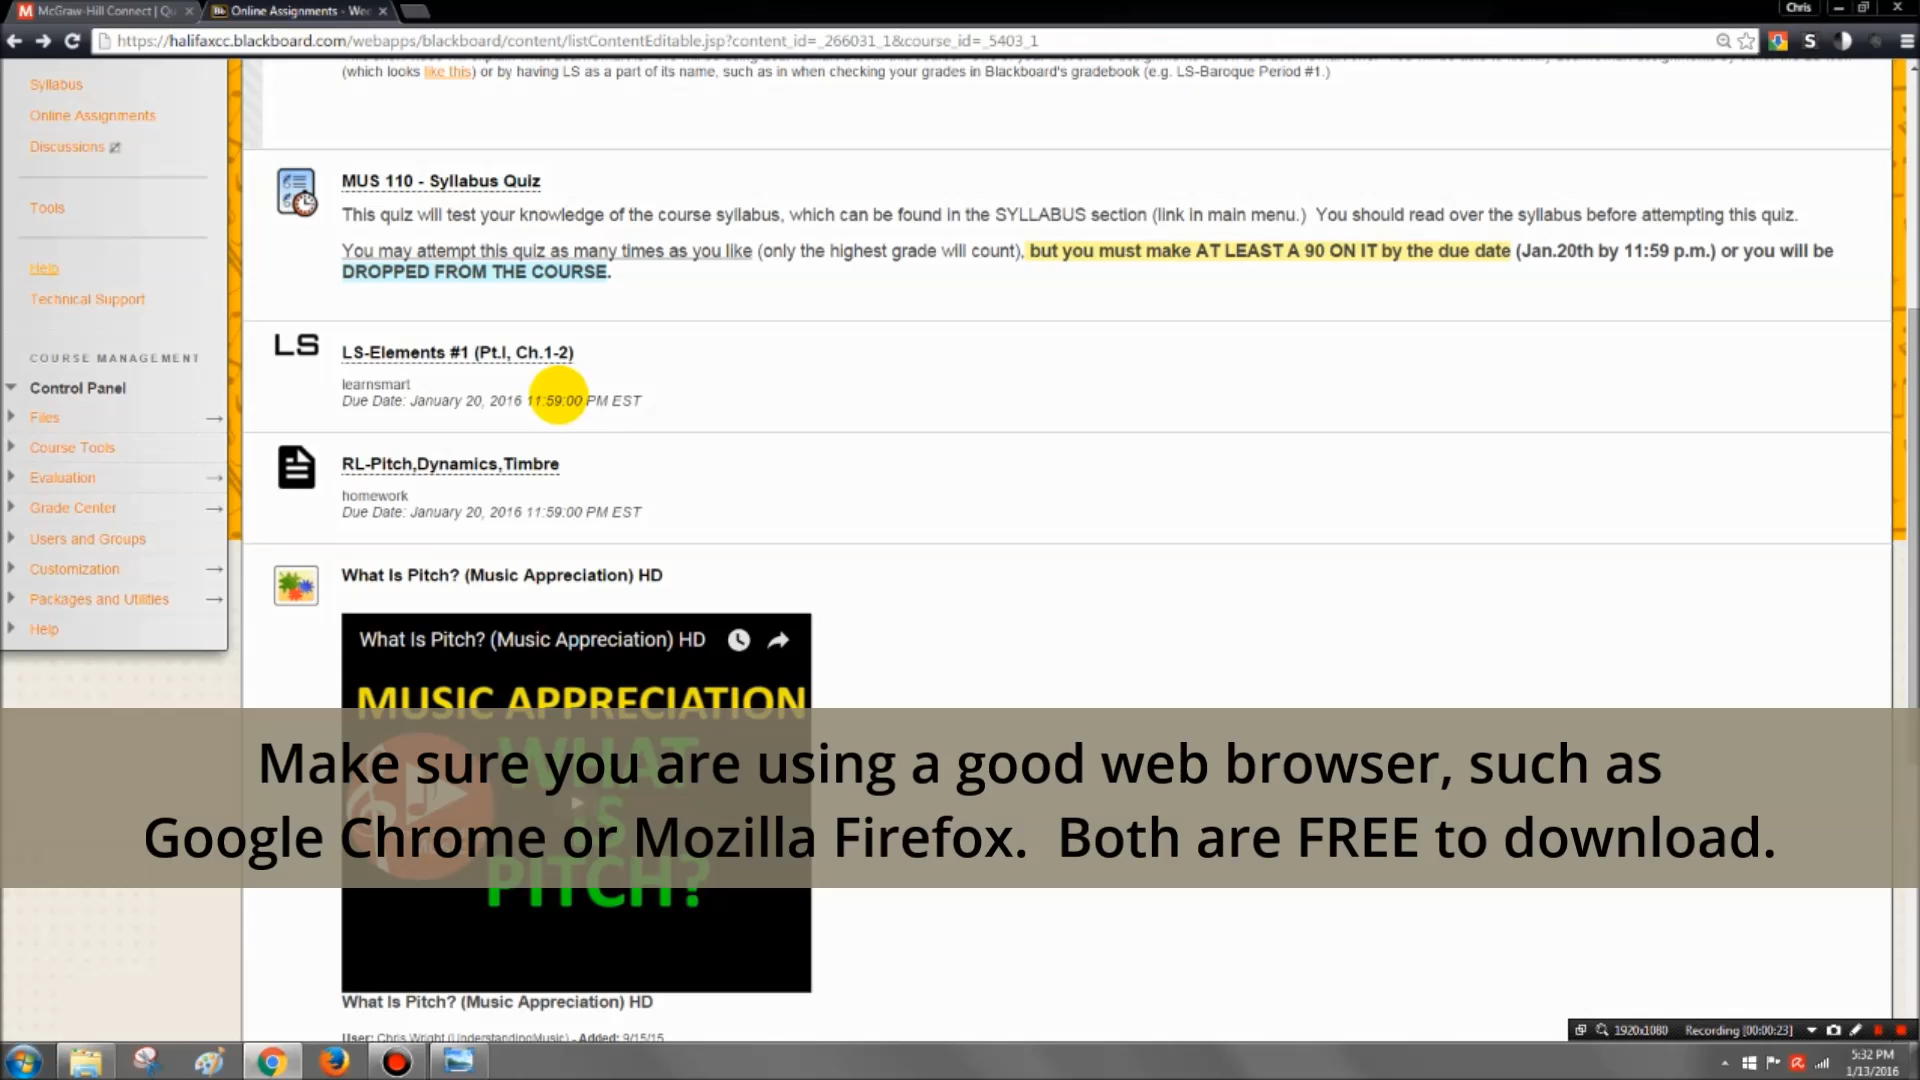 McGraw-Hill Connect | Qu
Online Assignments - We
Chris
https://halifaxcc.blackboard.com/webapps/blackboard/content/listContentEditable.jsp?content_id=_266031_1&course_id=_5403_1
Syllabus
Online Assignments
Discussions
Tools
Help
Technical Support
COURSE MANAGEMENT
Control Panel
Files
Course Tools
Evaluation
Grade Center
Users and Groups
Customization
Packages and Utilities
Help
(which looks like this) or by having LS as a part of its name, such as in when checking your grades in Blackboard's gradebook (e.g. LS-Baroque Period #1.)
MUS 110 - Syllabus Quiz
This quiz will test your knowledge of the course syllabus, which can be found in the SYLLABUS section (link in main menu.)  You should read over the syllabus before attempting this quiz.
You may attempt this quiz as many times as you like (only the highest grade will count), but you must make AT LEAST A 90 ON IT by the due date (Jan.20th by 11:59 p.m.) or you will be
DROPPED FROM THE COURSE.
LS
LS-Elements #1 (Pt.I, Ch.1-2)
learnsmart
Due Date: January 20, 2016 11:59:00 PM EST
RL-Pitch,Dynamics,Timbre
homework
Due Date: January 20, 2016 11:59:00 PM EST
What Is Pitch? (Music Appreciation) HD
What Is Pitch? (Music Appreciation) HD
MUSIC APPRECIATION
WHAT
IS
PITCH?
Make sure you are using a good web browser, such as
Google Chrome or Mozilla Firefox.  Both are FREE to download.
What Is Pitch? (Music Appreciation) HD
User: Chris Wright (UnderstandingMusic) - Added: 9/15/15
1920x1080
Recording [00:00:23]
5:32 PM
1/13/2016